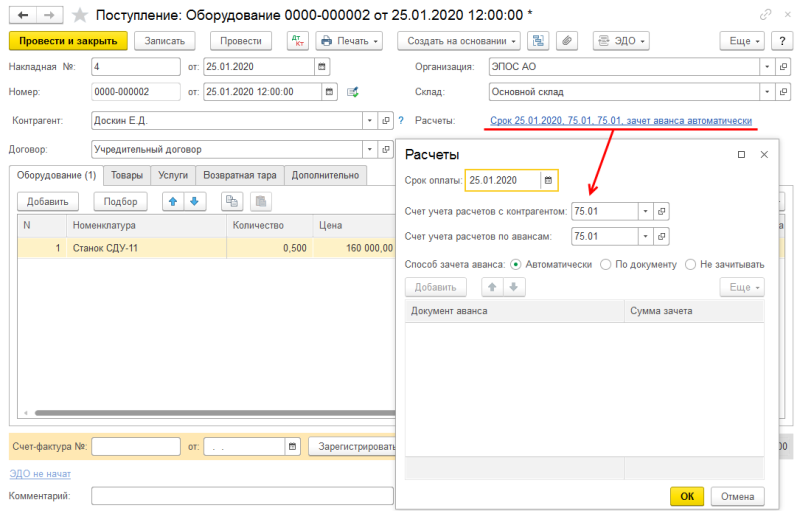 Поступление: Оборудование 0000-000002 от 25.01.2020 12:00:00 *
Провести и закрыть Записать Провести Дт Кт Печать Создать на основании ЭДО Еще ?
Накладная №: 4 от: 25.01.2020 Организация: ЭПОС АО
Номер: 0000-000002 от: 25.01.2020 12:00:00 Склад: Основной склад
Контрагент: Доскин Е.Д. ? Расчеты: Срок 25.01.2020, 75.01, 75.01, зачет аванса автоматически
Договор: Учредительный договор
Оборудование (1) Товары Услуги Возвратная тара Дополнительно
Добавить Подбор
N Номенклатура Количество Цена
1 Станок СДУ-11 0,500 160 000,00
Расчеты
Срок оплаты: 25.01.2020
Счет учета расчетов с контрагентом: 75.01
Счет учета расчетов по авансам: 75.01
Способ зачета аванса: Автоматически По документу Не зачитывать
Добавить Еще
Документ аванса Сумма зачета
ОК Отмена
Счет-фактура №: от: . . Зарегистрировать
ЭДО не начат
Комментарий: